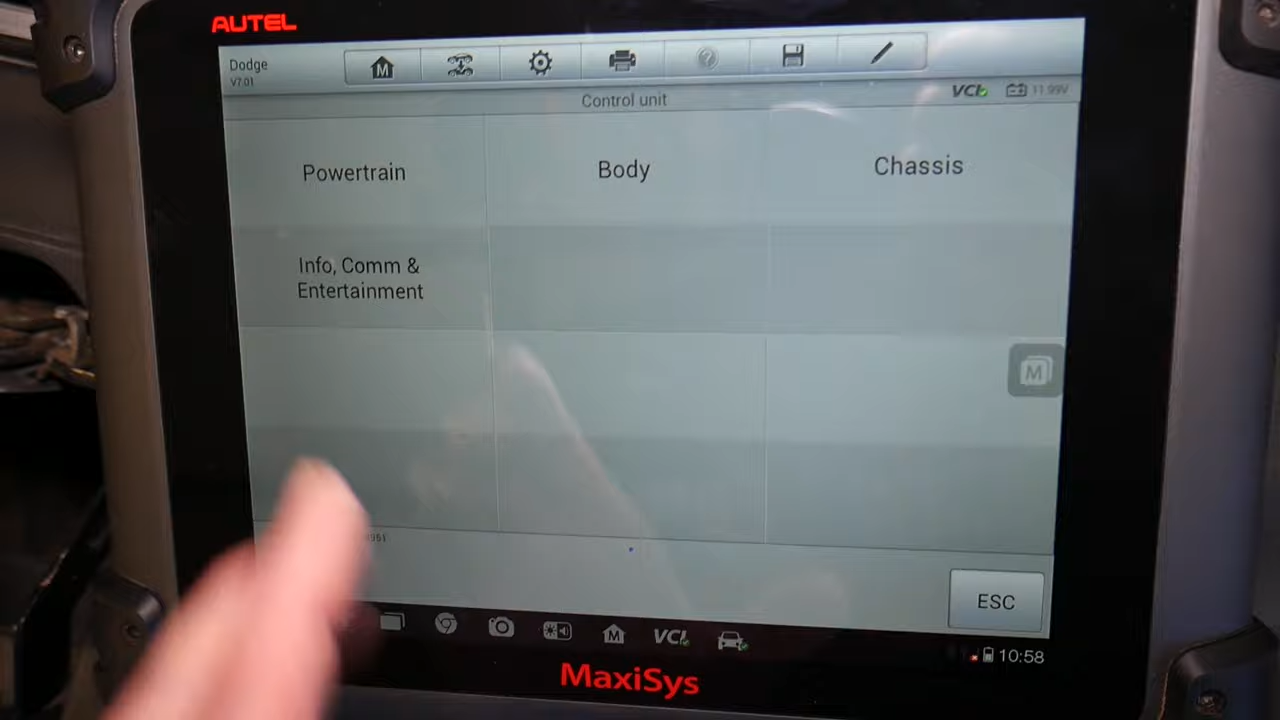 AUTEL
Dodge
V7.01
M
?
Control unit
VCI
11.99V
Powertrain
Body
Chassis
Info, Comm &
Entertainment
M
ESC
M
VCI
10:58
MaxiSys